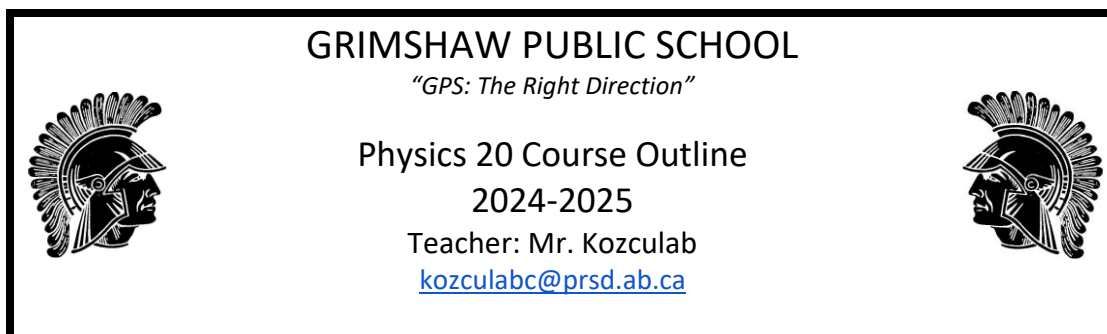 GRIMSHAW PUBLIC SCHOOL
“GPS: The Right Direction”
Physics 20 Course Outline
2024-2025
Teacher: Mr. Kozculab
kozculabc@prsd.ab.ca